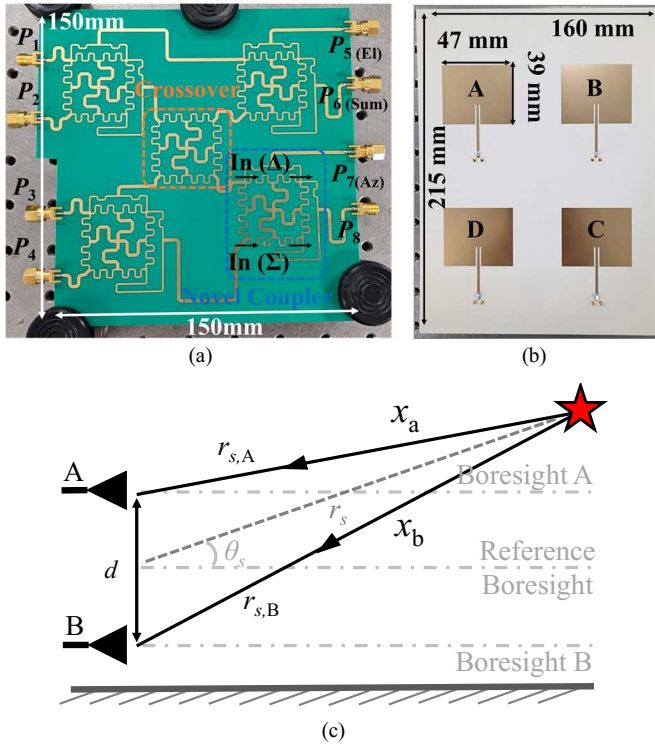 150mm
P1
P5 (El)
P2
Crossover
P6 (Sum)
In (Δ)
P7(Az)
P3
P8
P4
In (Σ)
Novel Coupler
150mm
(a)
160 mm
47 mm
A
39 mm
B
215 mm
D
C
(b)
xa
rs,A
A
Boresight A
rs
xb
d
θs
Reference
Boresight
rs,B
B
Boresight B
(c)